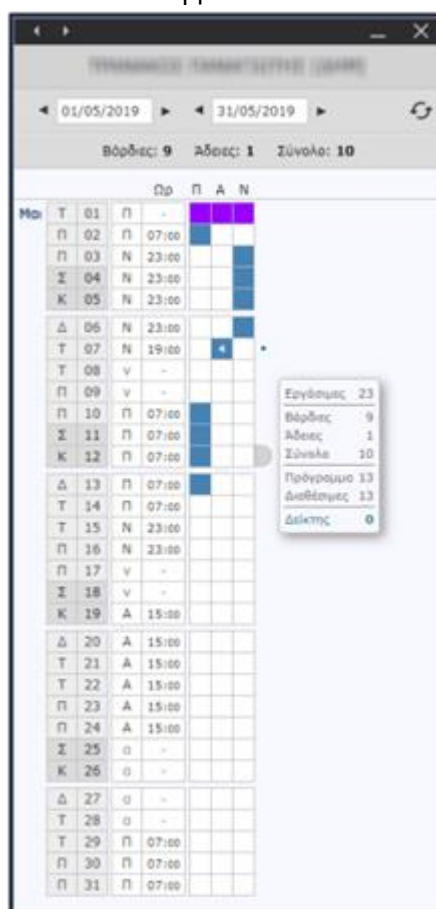 01/05/2019 31/05/2019
Βάρδιες: 9 Άδειες: 1 Σύνολο: 10
Ωρ Π Α Ν
Μαι Τ 01 Π -
Π 02 Π 07:00
Π 03 Ν 23:00
Σ 04 Ν 23:00
Κ 05 Ν 23:00
Δ 06 Ν 23:00
Τ 07 Ν 19:00
Τ 08 ν -
Π 09 ν -
Π 10 Π 07:00
Σ 11 Π 07:00
Κ 12 Π 07:00
Δ 13 Π 07:00
Τ 14 Π 07:00
Τ 15 Ν 23:00
Π 16 Ν 23:00
Π 17 ν -
Σ 18 ν -
Κ 19 Α 15:00
Δ 20 Α 15:00
Τ 21 Α 15:00
Τ 22 Α 15:00
Π 23 Α 15:00
Π 24 Α 15:00
Σ 25 α -
Κ 26 α -
Δ 27 α -
Τ 28 α -
Τ 29 Π 07:00
Π 30 Π 07:00
Π 31 Π 07:00
Εργάσιμες 23
Βάρδιες 9
Άδειες 1
Σύνολο 10
Πρόγραμμα 13
Διαθέσιμες 13
Δείκτης 0